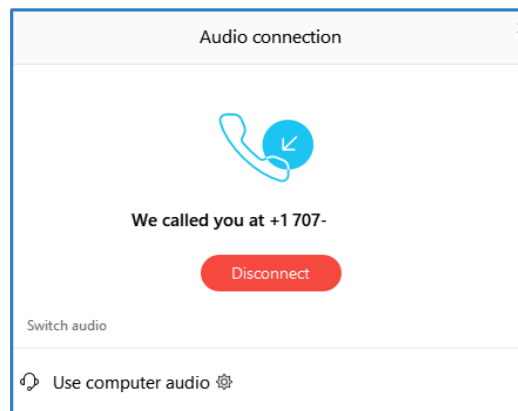 Audio connection
We called you at +1 707-
Disconnect
Switch audio
Use computer audio